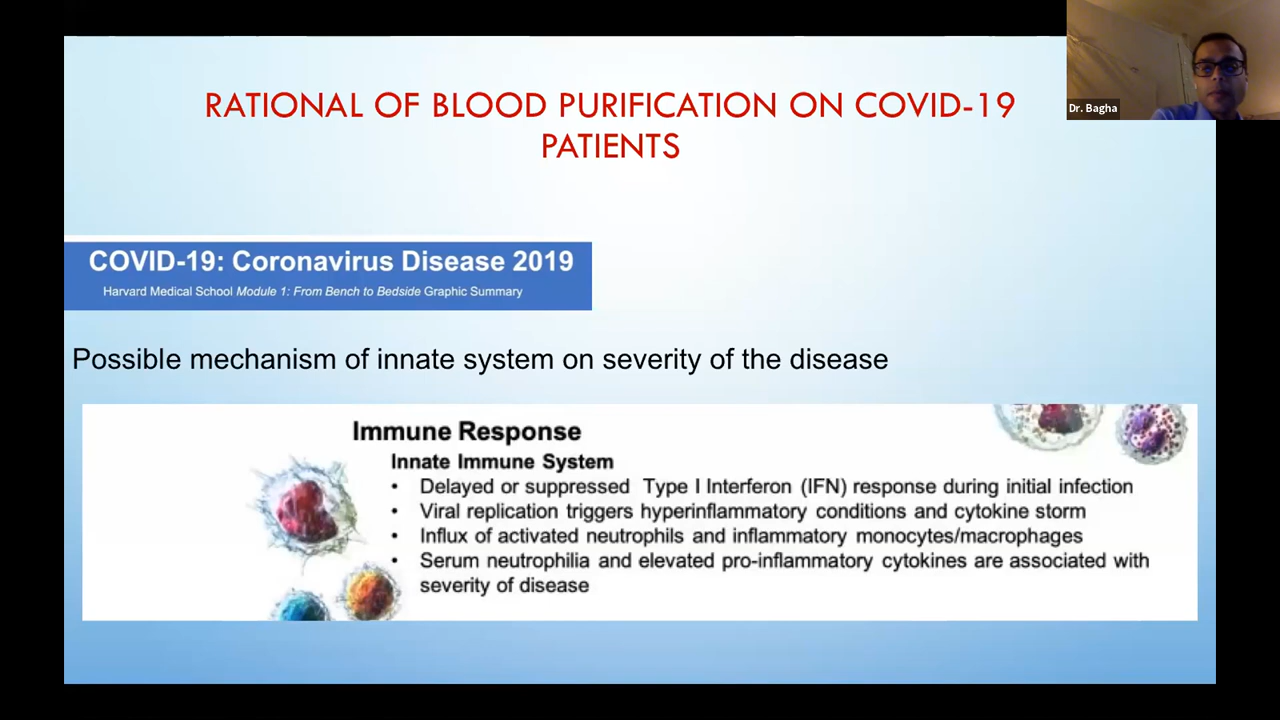 RATIONAL OF BLOOD PURIFICATION ON COVID-19
PATIENTS
Dr. Bagha
COVID-19: Coronavirus Disease 2019
Harvard Medical School Module 1: From Bench to Bedside Graphic Summary
Possible mechanism of innate system on severity of the disease
Immune Response
Innate Immune System
• Delayed or suppressed Type I Interferon (IFN) response during initial infection
• Viral replication triggers hyperinflammatory conditions and cytokine storm
• Influx of activated neutrophils and inflammatory monocytes/macrophages
• Serum neutrophilia and elevated pro-inflammatory cytokines are associated with
severity of disease